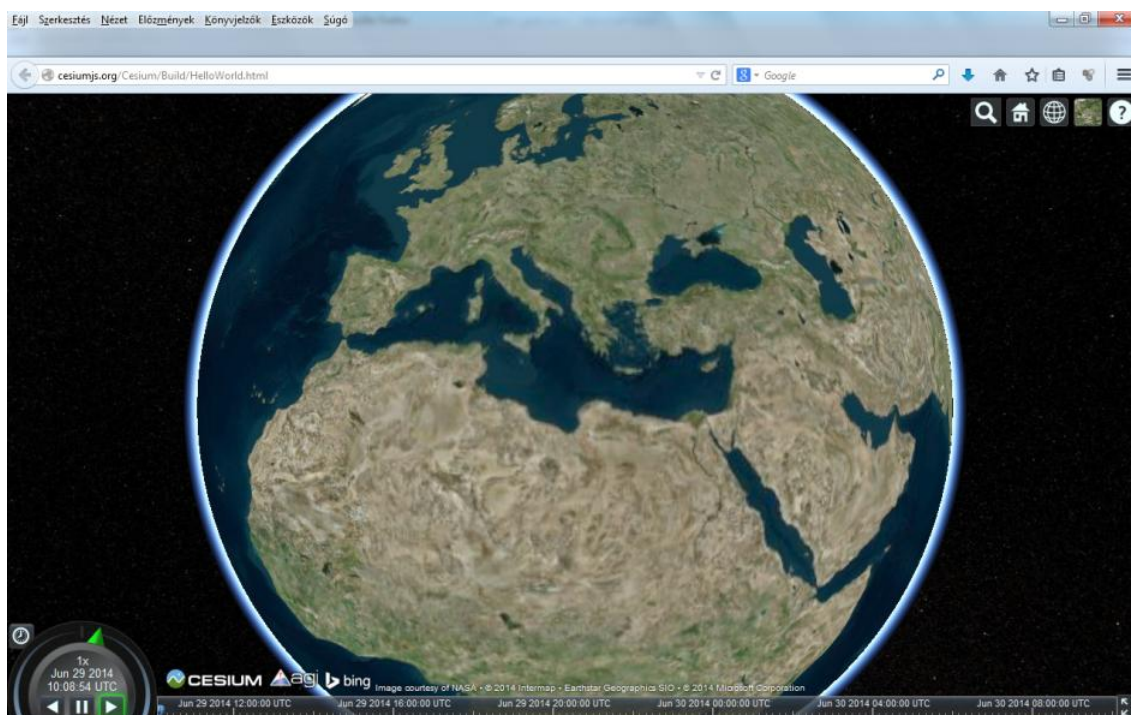 Fájl Szerkesztés Nézet Előzmények Könyvjelzők Eszközök Súgó
cesiumjs.org/Cesium/Build/HelloWorld.html
8 Google
?
1x
Jun 29 2014
10:08:54 UTC
CESIUM agi bing Image courtesy of NASA - © 2014 Intermap - Earthstar Geographics SIO - © 2014 Microsoft Corporation
Jun 29 2014 12:00:00 UTC Jun 29 2014 16:00:00 UTC Jun 29 2014 20:00:00 UTC Jun 30 2014 00:00:00 UTC Jun 30 2014 04:00:00 UTC Jun 30 2014 08:00:00 UTC